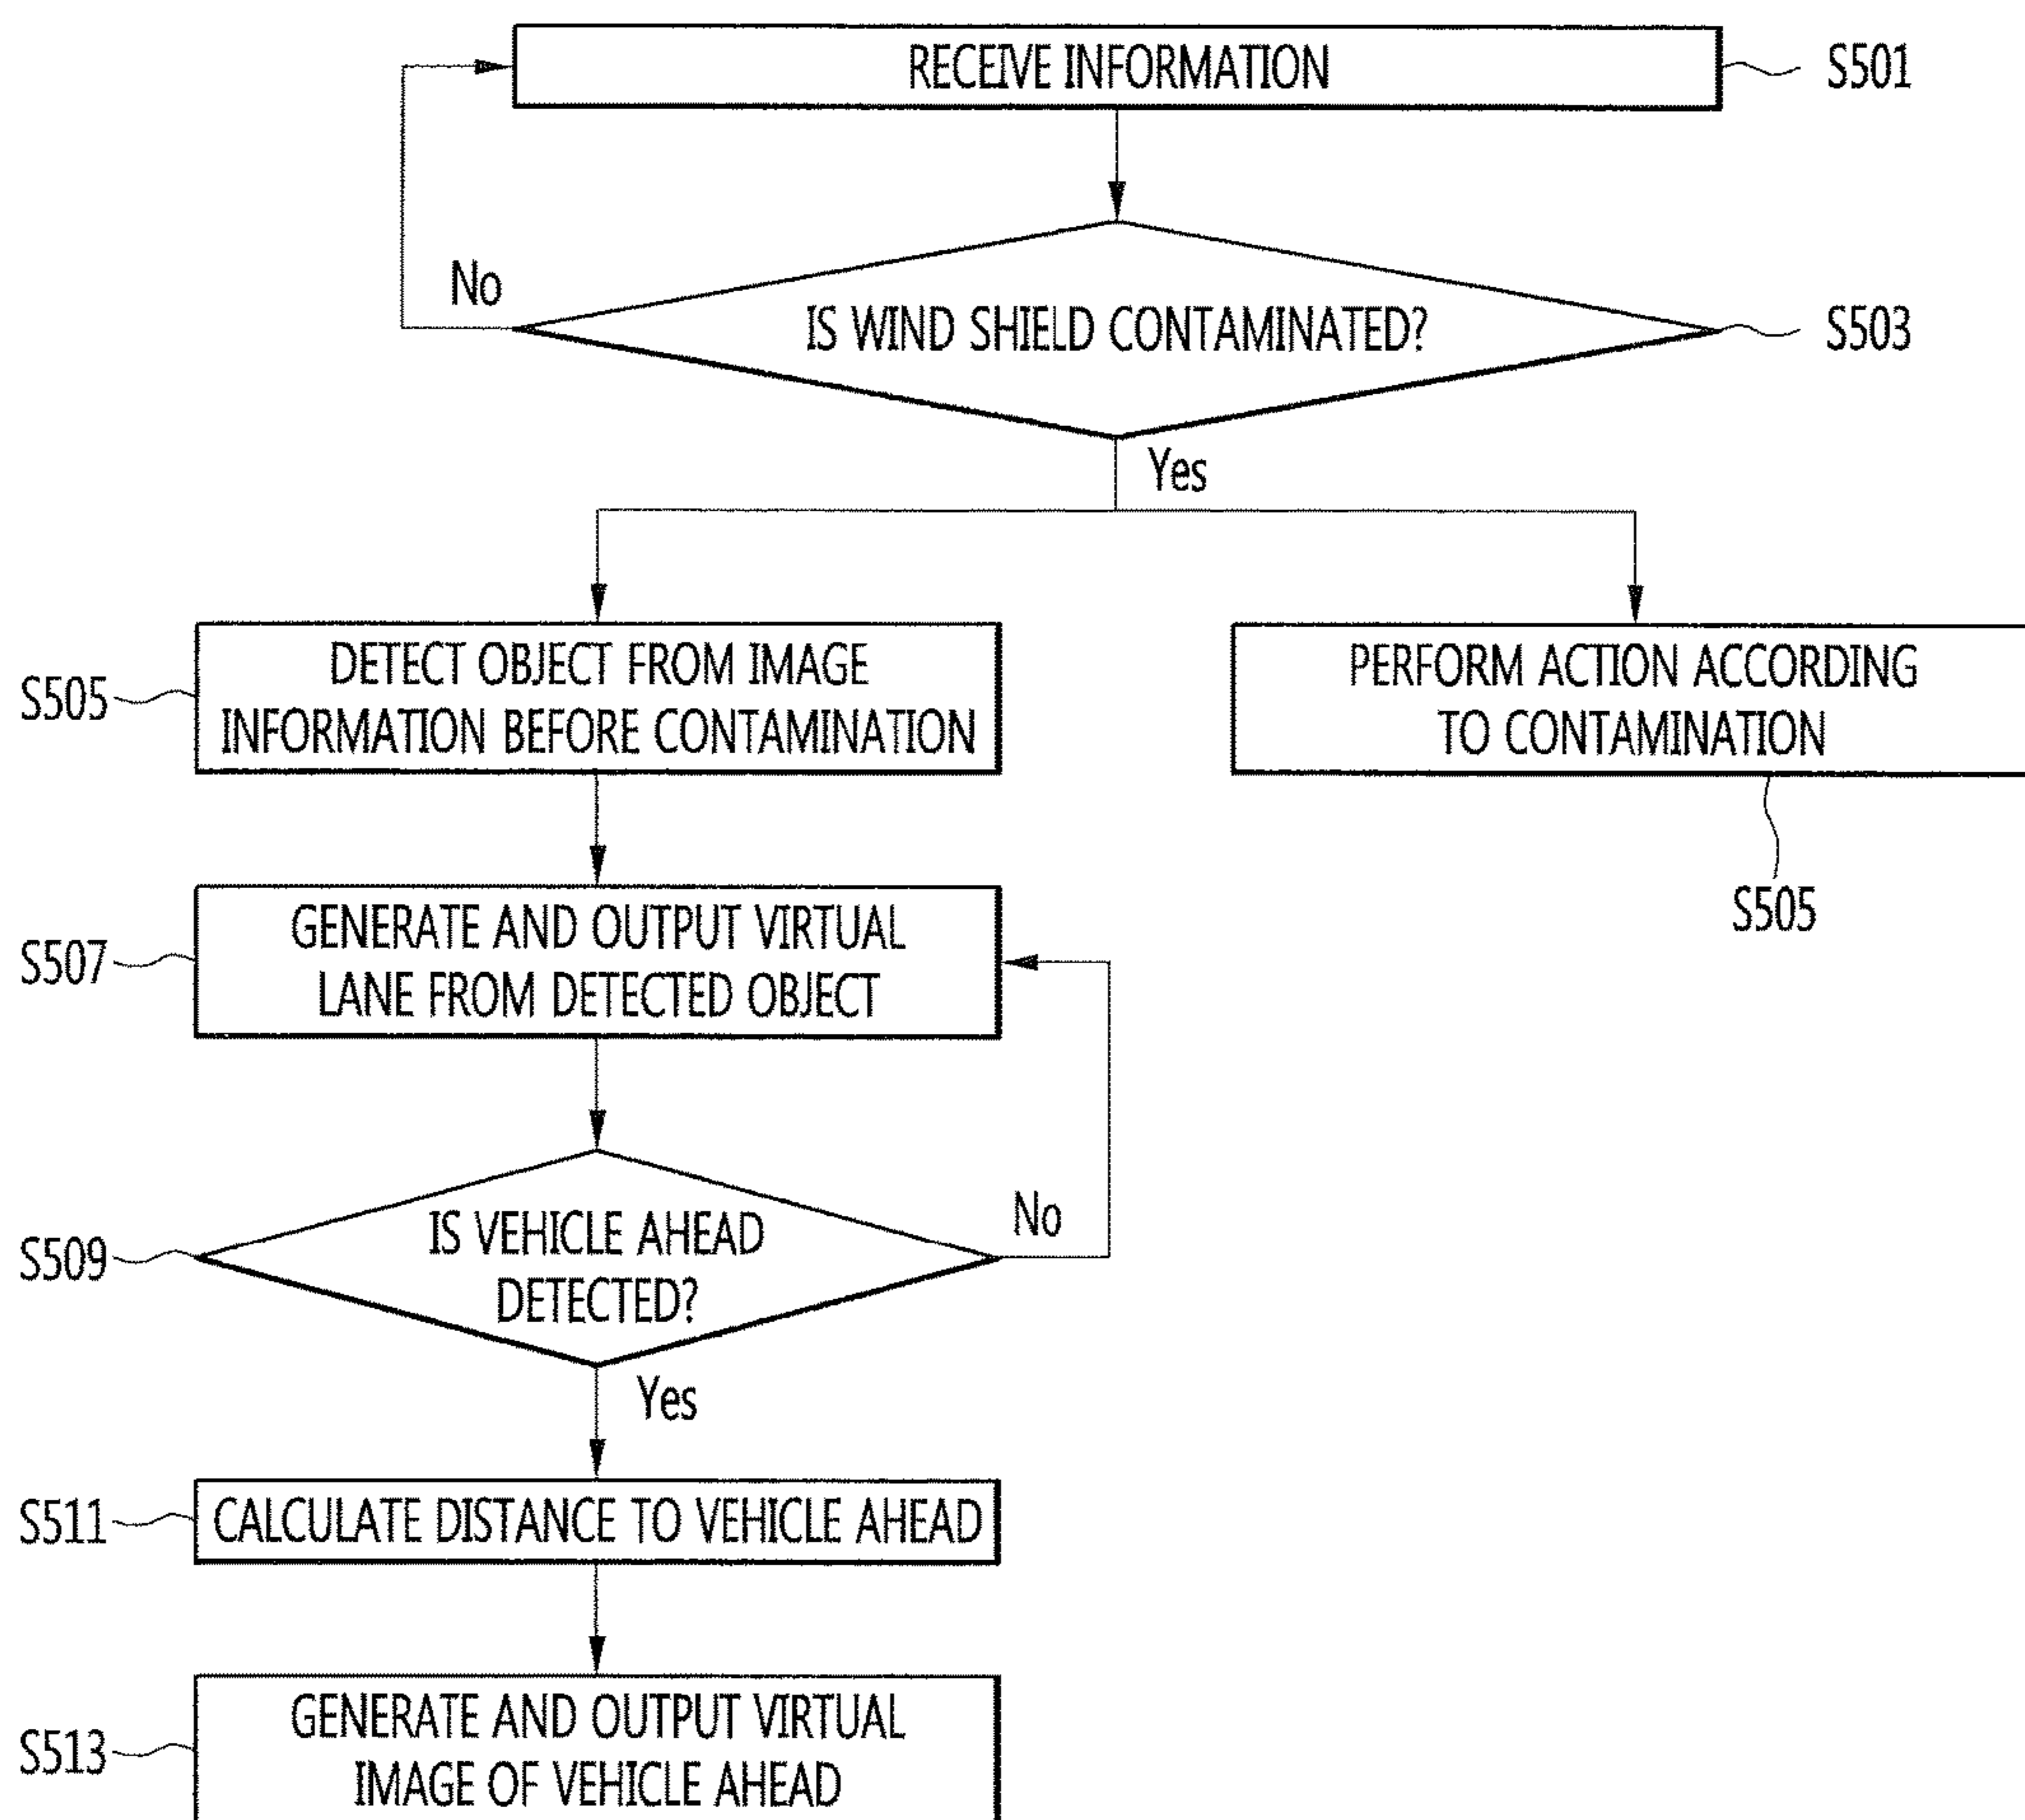 RECEIVE INFORMATION
S501
No
IS WIND SHIELD CONTAMINATED?
S503
Yes
S505
DETECT OBJECT FROM IMAGE
INFORMATION BEFORE CONTAMINATION
PERFORM ACTION ACCORDING
TO CONTAMINATION
S505
S507
GENERATE AND OUTPUT VIRTUAL
LANE FROM DETECTED OBJECT
S509
IS VEHICLE AHEAD
DETECTED?
No
Yes
S511
CALCULATE DISTANCE TO VEHICLE AHEAD
S513
GENERATE AND OUTPUT VIRTUAL
IMAGE OF VEHICLE AHEAD